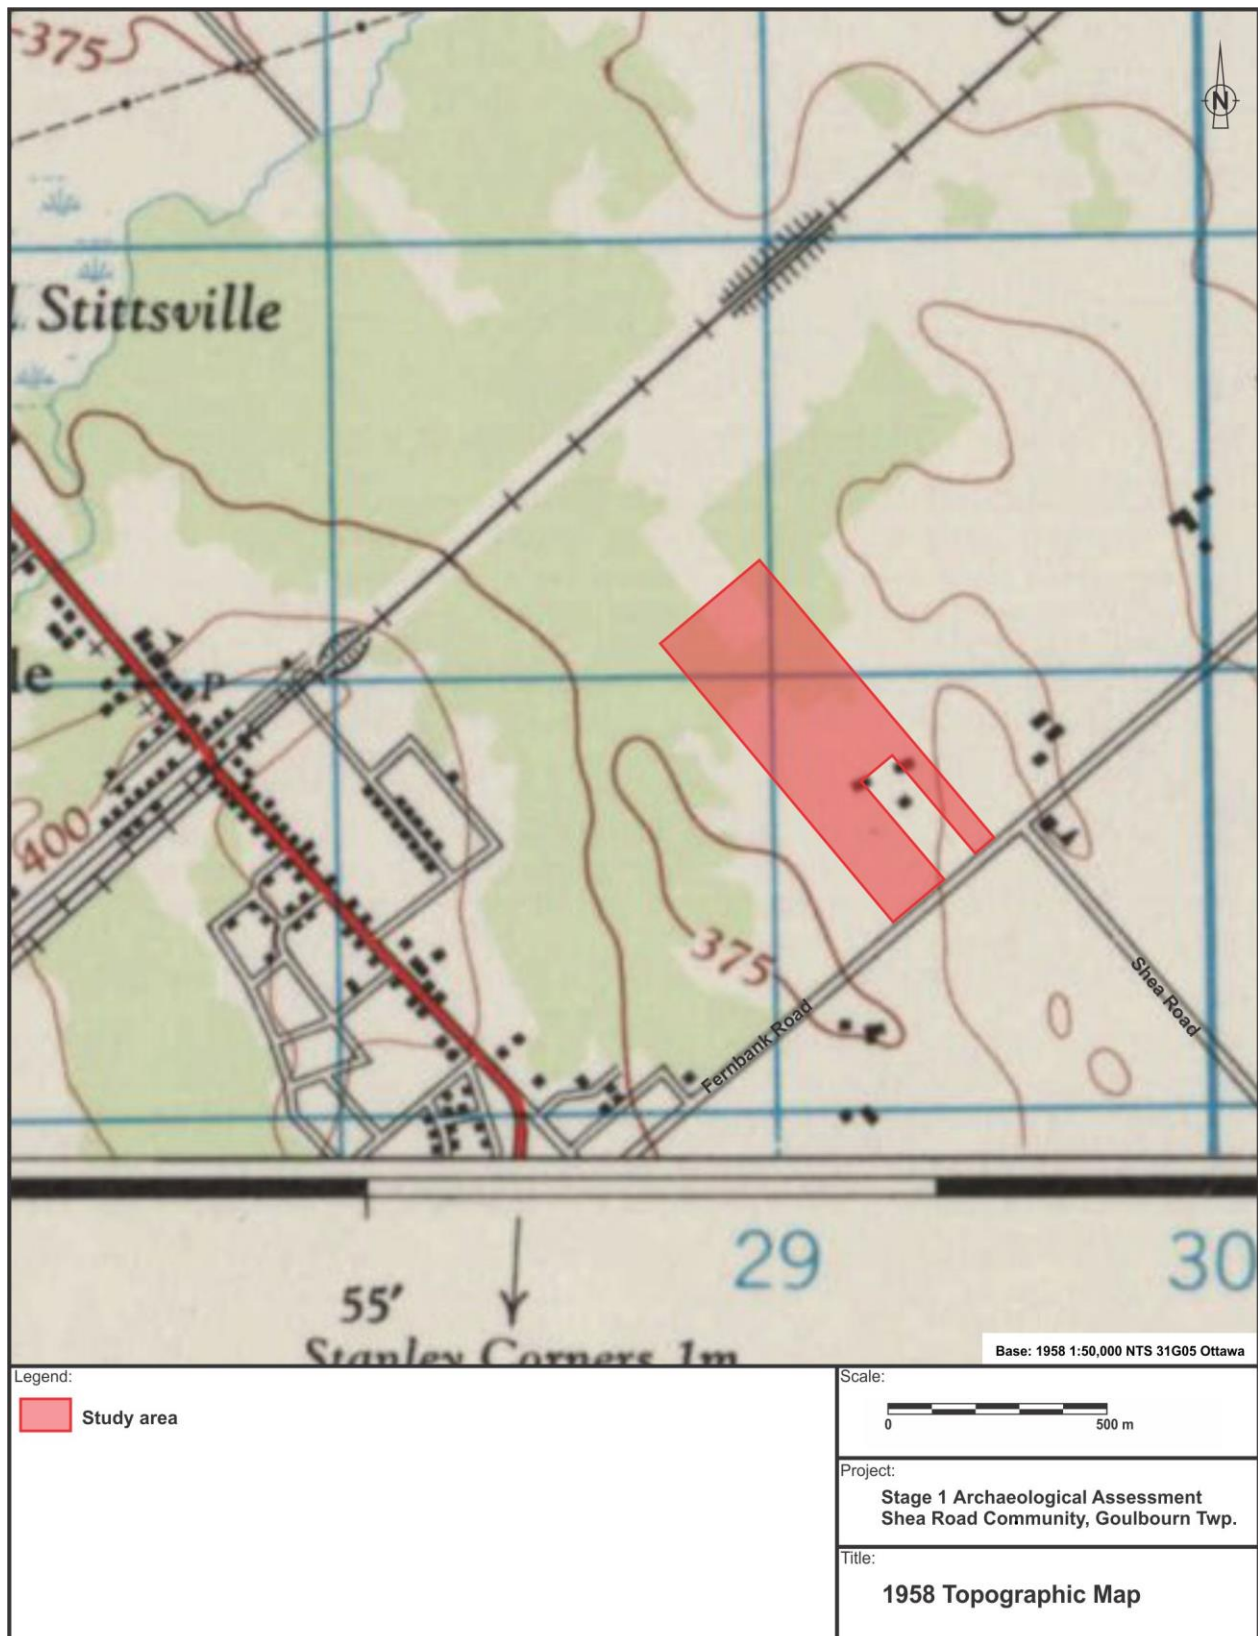 375
C
N
Stittsville
le
P
400
375
Shea Road
Fernbank Road
29
30
55′
Stanley Corners 1m
Base: 1958 1:50,000 NTS 31G05 Ottawa
Legend:
Study area
Scale:
0 500 m
Project:
Stage 1 Archaeological Assessment
Shea Road Community, Goulbourn Twp.
Title:
1958 Topographic Map